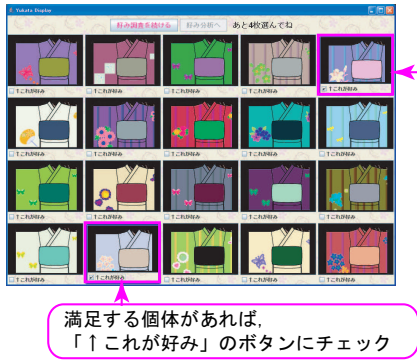 Yukata Display
好み調査を続ける 好み分析へ あと4枚選んでね
↑これが好み ↑これが好み ↑これが好み ↑これが好み ↑これが好み
↑これが好み ↑これが好み ↑これが好み ↑これが好み ↑これが好み
↑これが好み ↑これが好み ↑これが好み ↑これが好み ↑これが好み
↑これが好み ↑これが好み ↑これが好み ↑これが好み ↑これが好み
満足する個体があれば,
「↑これが好み」のボタンにチェック